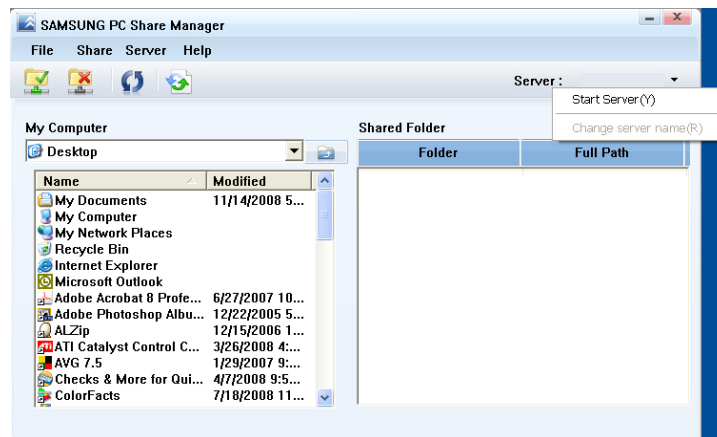 SAMSUNG PC Share Manager
File Share Server Help
Server :
Start Server(Y)
Change server name(R)
My Computer
Shared Folder
Desktop
Folder Full Path
Name Modified
My Documents 11/14/2008 5...
My Computer
My Network Places
Recycle Bin
Internet Explorer
Microsoft Outlook
Adobe Acrobat 8 Profe... 6/27/2007 10...
Adobe Photoshop Albu... 12/22/2005 5...
ALZip 12/15/2006 1...
ATI Catalyst Control C... 3/26/2008 4:...
AVG 7.5 1/29/2007 9:...
Checks & More for Qui... 4/7/2008 9:5...
ColorFacts 7/18/2008 11...